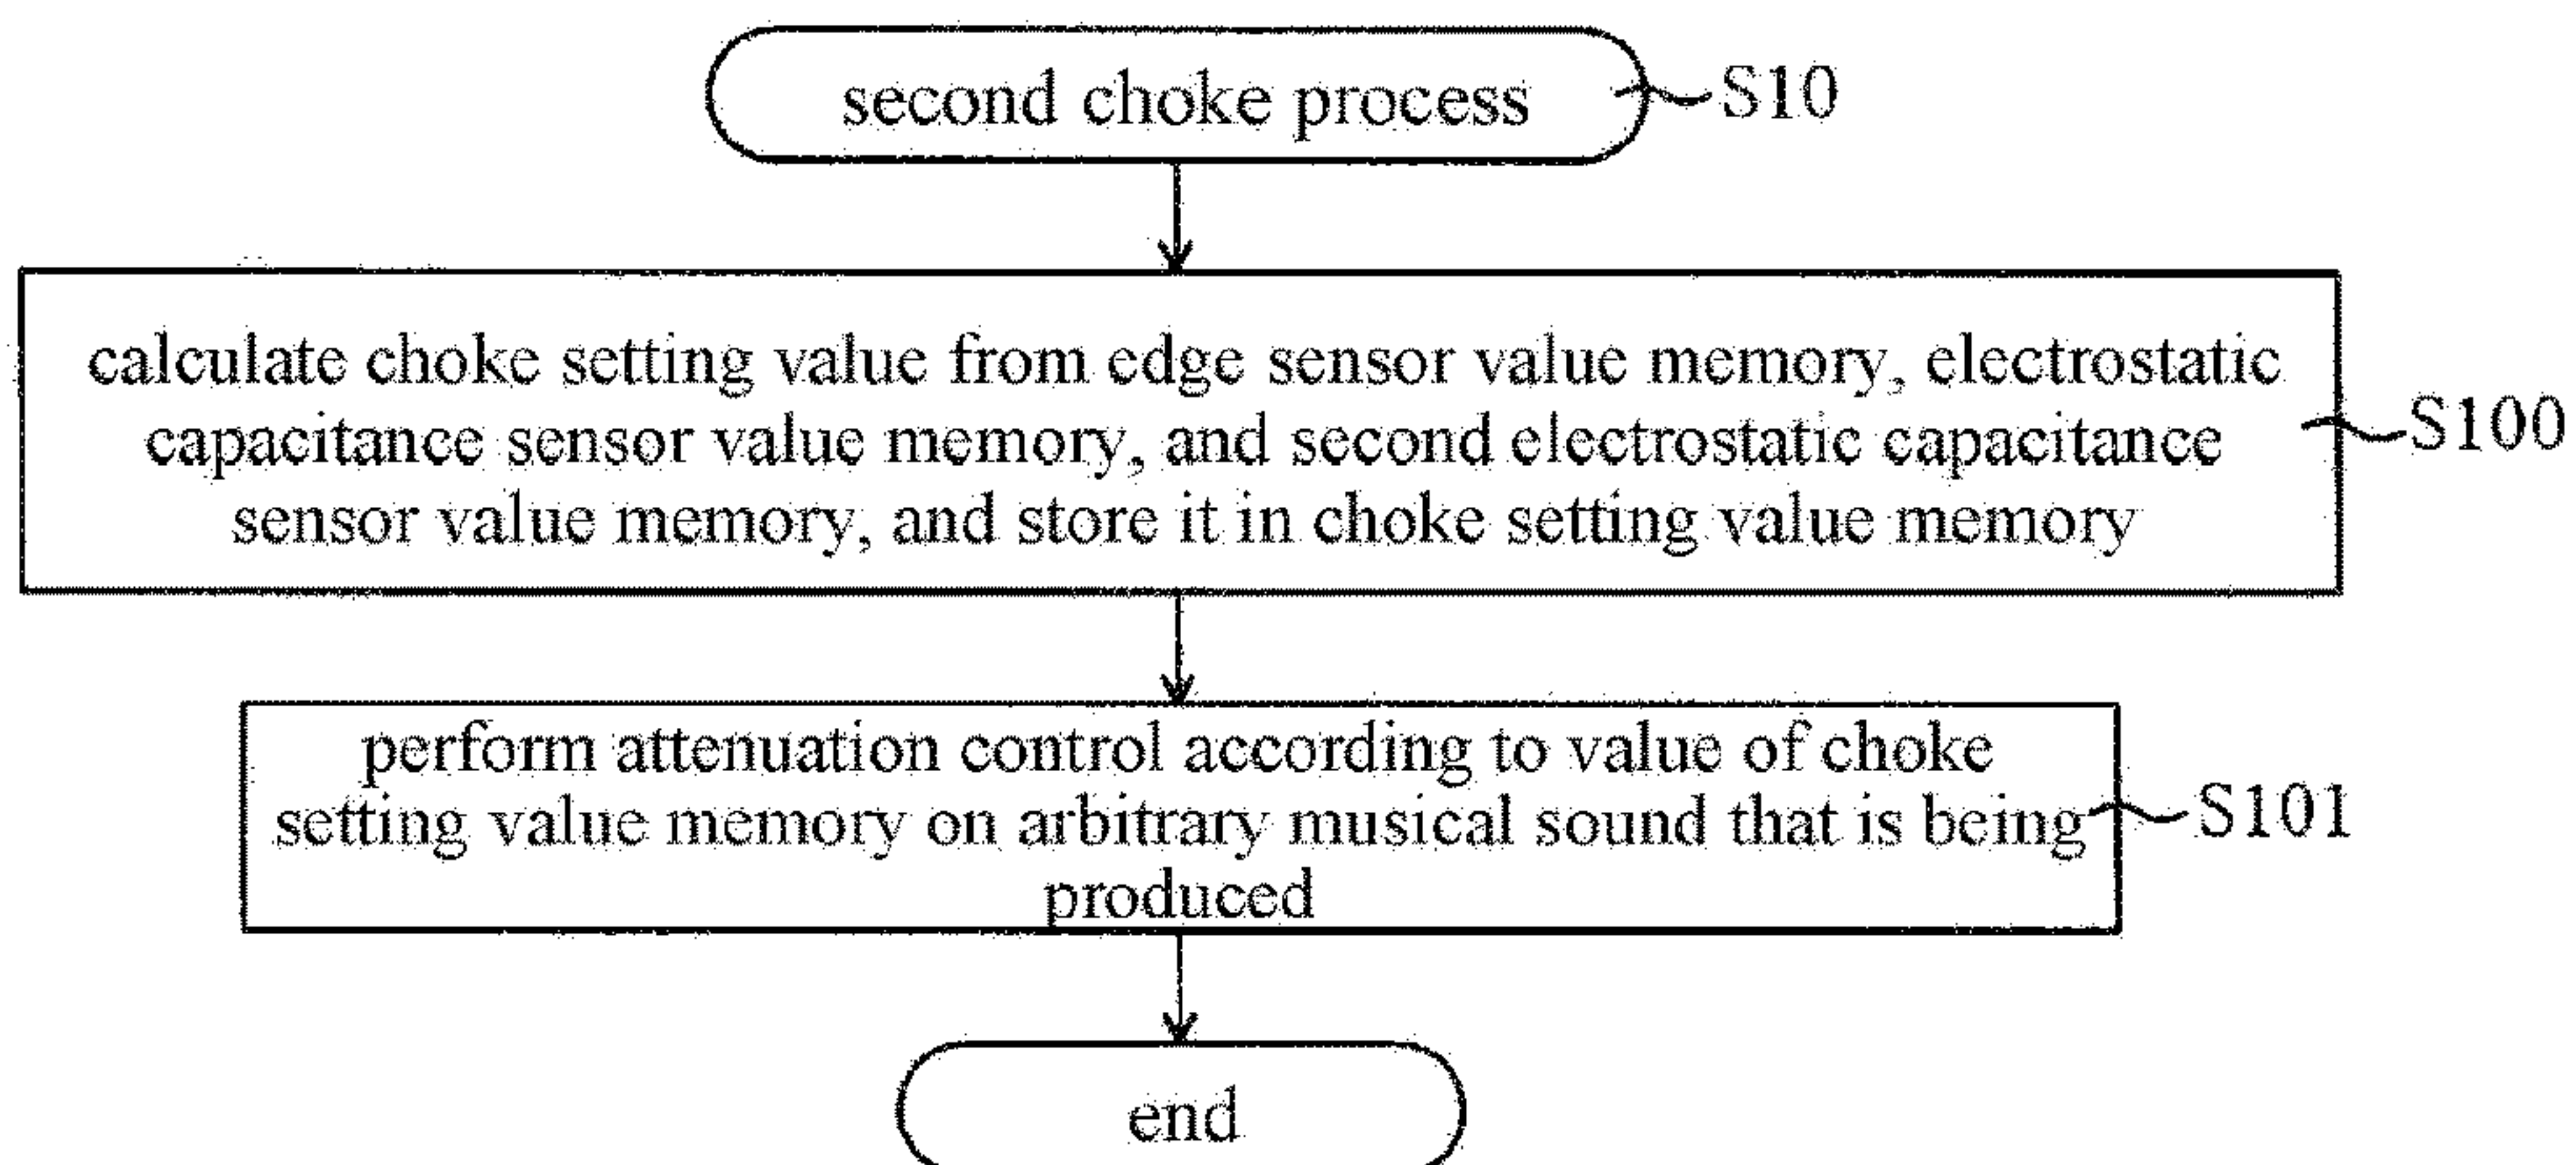 second choke process
S10
calculate choke setting value from edge sensor value memory, electrostatic
capacitance sensor value memory, and second electrostatic capacitance
S100
sensor value memory, and store it in choke setting value memory
perform attenuation control according to value of choke
setting value memory on arbitrary musical sound that is being
S101
produced
end